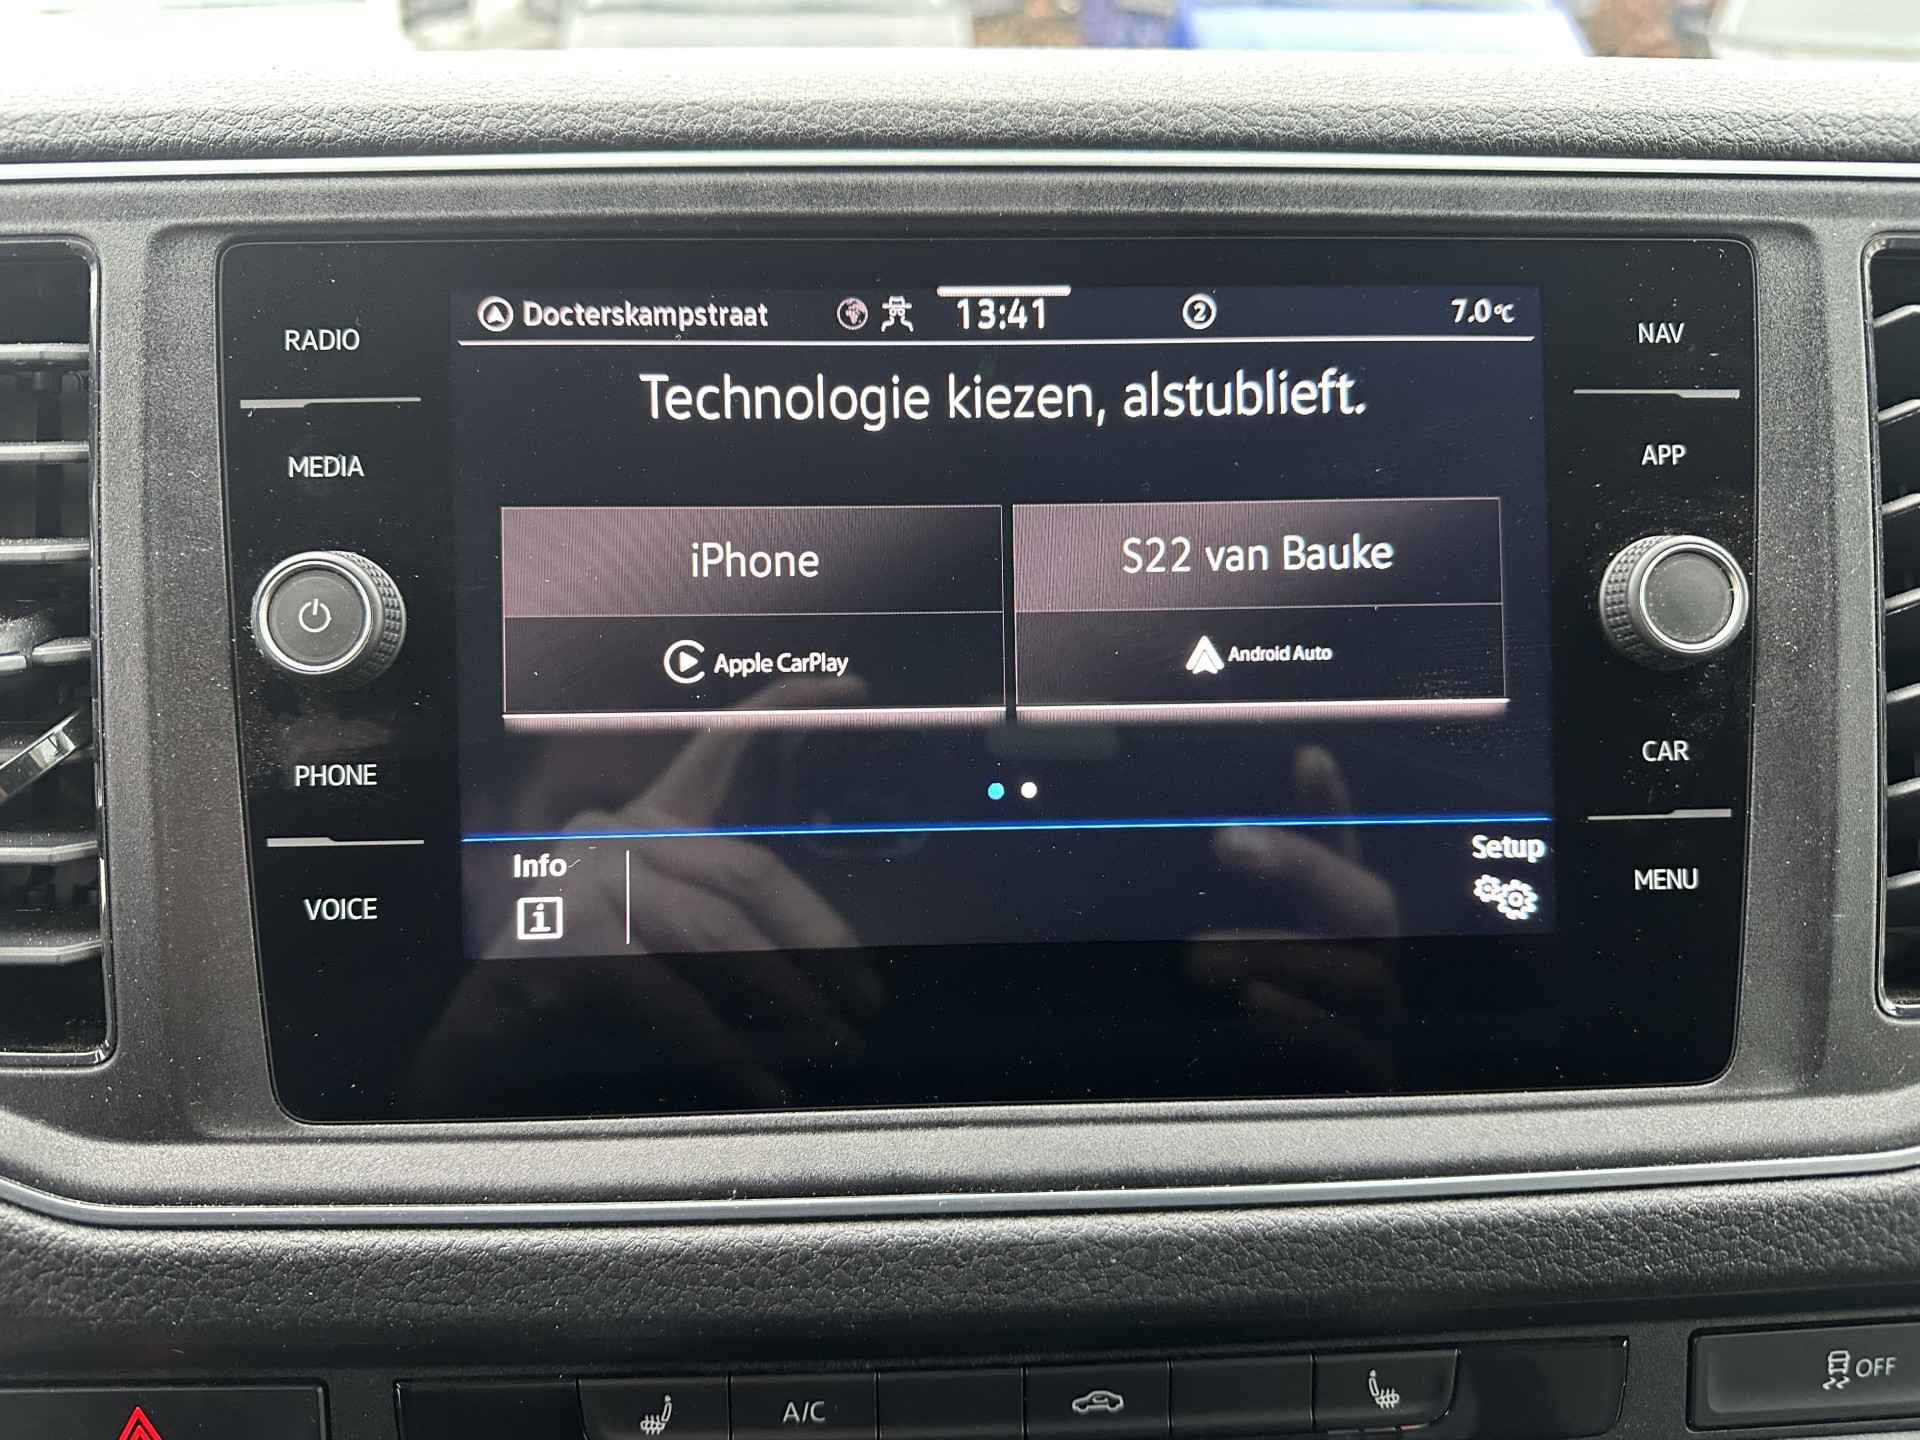 Docterskampstraat 13:41 2 7.0°C
Technologie kiezen, alstublieft.
iPhone
Apple CarPlay
S22 van Bauke
Android Auto
Info
Setup
RADIO
MEDIA
PHONE
VOICE
NAV
APP
CAR
MENU
A/C
OFF